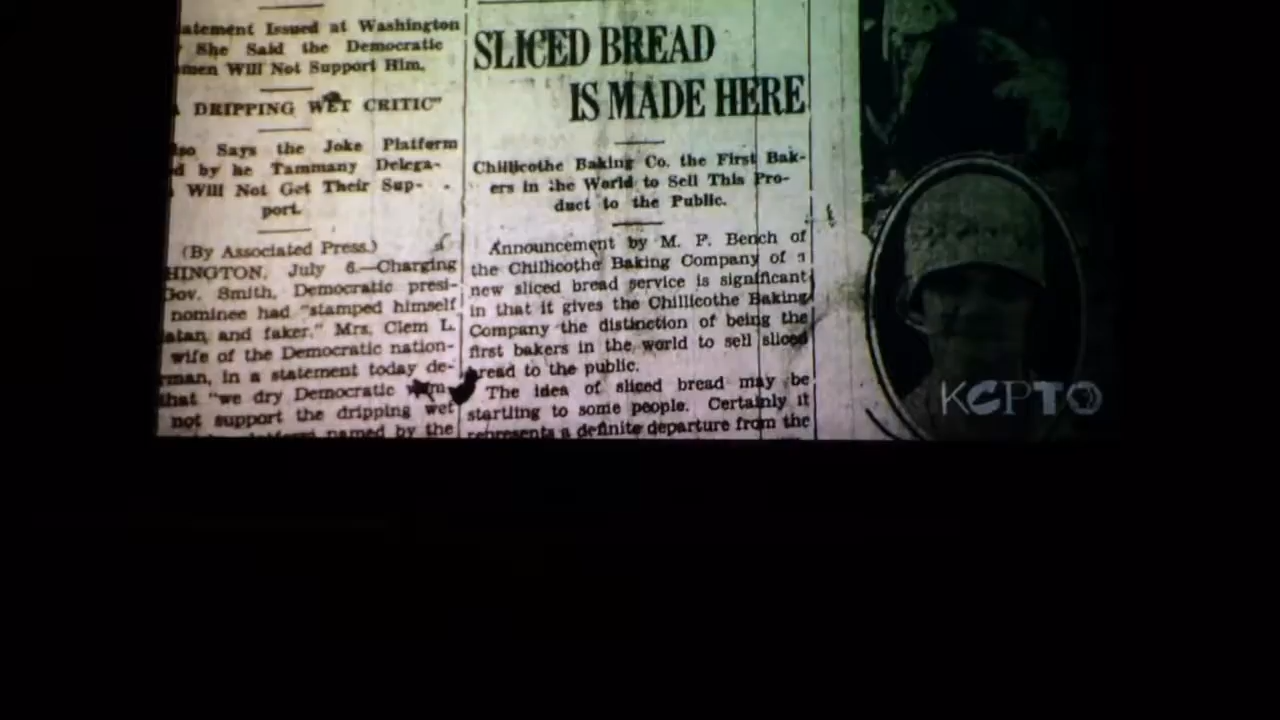 atement Issued at Washington
She Said the Democratic
men Will Not Support Him.
DRIPPING WET CRITIC"
lso Says the Joke Platform
d by he Tammany Delega-
Will Not Get Their Sup-
port.
(By Associated Press.)
HINGTON, July 6.—Charging
Gov. Smith, Democratic presi-
nominee had "stamped himself
atan and faker." Mrs. Clem L.
wife of the Democratic nation-
rman, in a statement today de-
that "we dry Democratic
not support the dripping wet
named by the
SLICED BREAD
IS MADE HERE
Chillicothe Baking Co. the First Bak-
ers in the World to Sell This Pro-
duct to the Public.
Announcement by M. F. Bench of
the Chillicothe Baking Company of a
new sliced bread service is significant
in that it gives the Chillicothe Baking
Company the distinction of being the
first bakers in the world to sell sliced
bread to the public.
The idea of sliced bread may be
startling to some people. Certainly it
represents a definite departure from the
KCPT